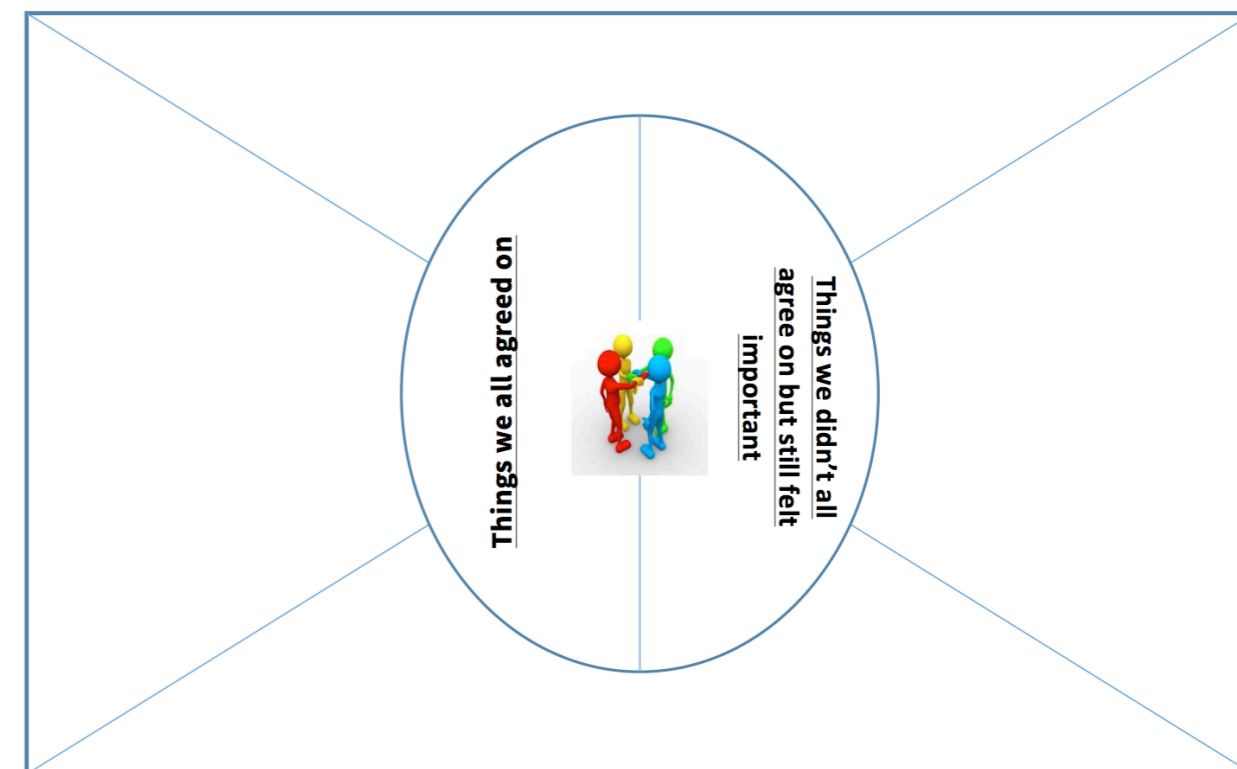 Things we all agreed on
Things we didn't all
agree on but still felt
important